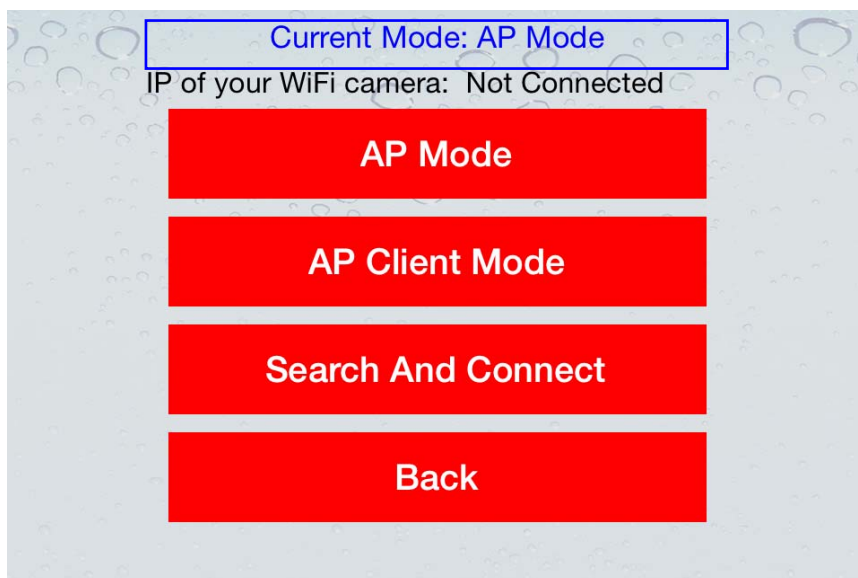 Current Mode: AP Mode
IP of your WiFi camera: Not Connected
AP Mode
AP Client Mode
Search And Connect
Back